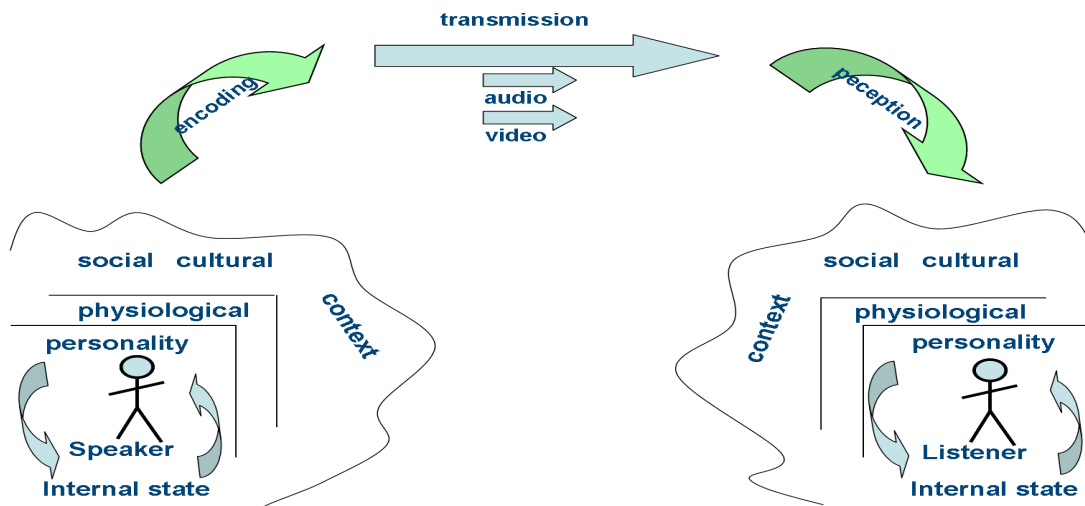 transmission
audio
video
encoding
peception
social cultural
physiological
personality
context
Speaker
Internal state
social cultural
physiological
personality
context
Listener
Internal state